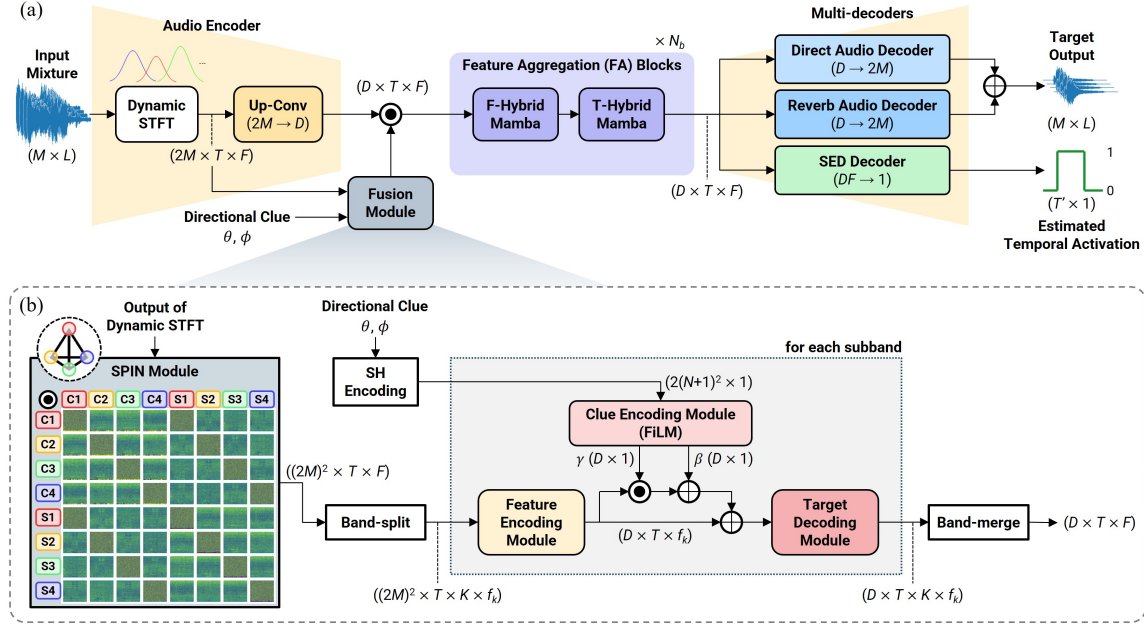 (a)
Audio Encoder
Multi-decoders
Input
Mixture
(M × L)
...
Dynamic
STFT
Up-Conv
(2M → D)
(2M × T × F)
(D × T × F)
Directional Clue
θ, ϕ
Fusion
Module
× N_b
Feature Aggregation (FA) Blocks
F-Hybrid
Mamba
T-Hybrid
Mamba
(D × T × F)
Direct Audio Decoder
(D → 2M)
Reverb Audio Decoder
(D → 2M)
SED Decoder
(DF → 1)
Target
Output
(M × L)
1
0
(T′ × 1)
Estimated
Temporal Activation
(b)
Output of
Dynamic STFT
SPIN Module
C1 C2 C3 C4 S1 S2 S3 S4
C1
C2
C3
C4
S1
S2
S3
S4
((2M)² × T × F)
Band-split
((2M)² × T × K × f_k)
Directional Clue
θ, ϕ
SH
Encoding
for each subband
(2(N+1)² × 1)
Clue Encoding Module
(FiLM)
γ (D × 1)
β (D × 1)
Feature
Encoding
Module
(D × T × f_k)
Target
Decoding
Module
(D × T × K × f_k)
Band-merge
(D × T × F)